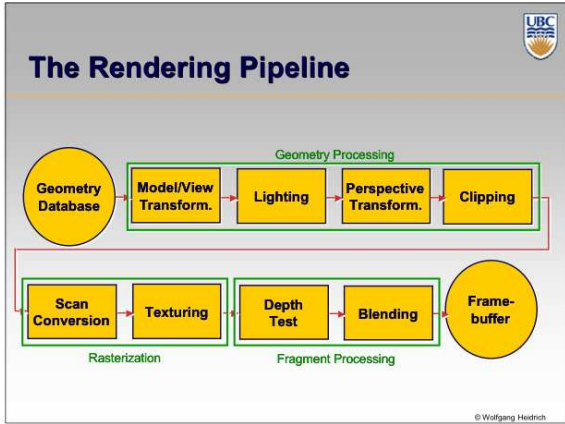 UBC
The Rendering Pipeline
Geometry Processing
Geometry
Database
Model/View
Transform.
Lighting
Perspective
Transform.
Clipping
Scan
Conversion
Texturing
Depth
Test
Blending
Frame-
buffer
Rasterization
Fragment Processing
© Wolfgang Heidrich